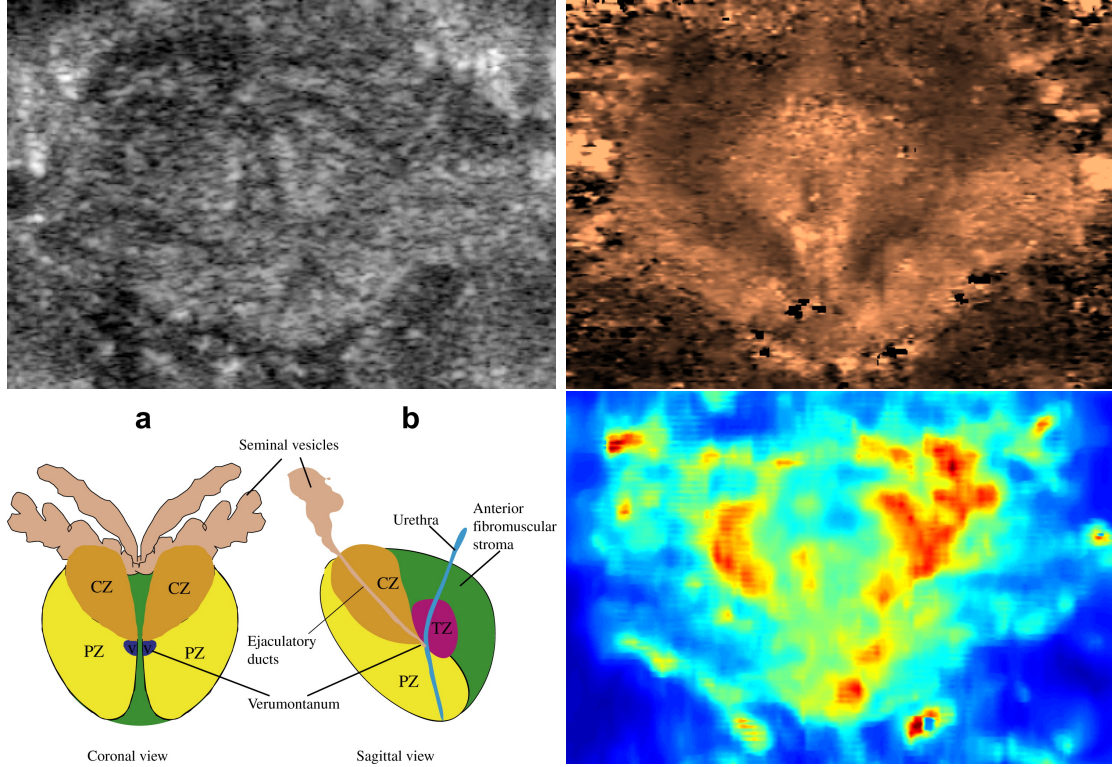 a
b
Seminal vesicles
Urethra
Anterior
fibromuscular
stroma
CZ
CZ
CZ
TZ
PZ
PZ
V
V
Ejaculatory
ducts
PZ
Verumontanum
Coronal view
Sagittal view